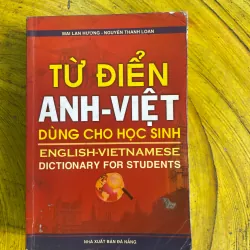 MAI LAN HƯƠNG - NGUYỄN THANH LOAN
TỪ ĐIỂN
ANH-VIỆT
DÙNG CHO HỌC SINH
ENGLISH-VIETNAMESE
DICTIONARY FOR STUDENTS
NHÀ XUẤT BẢN ĐÀ NẴNG